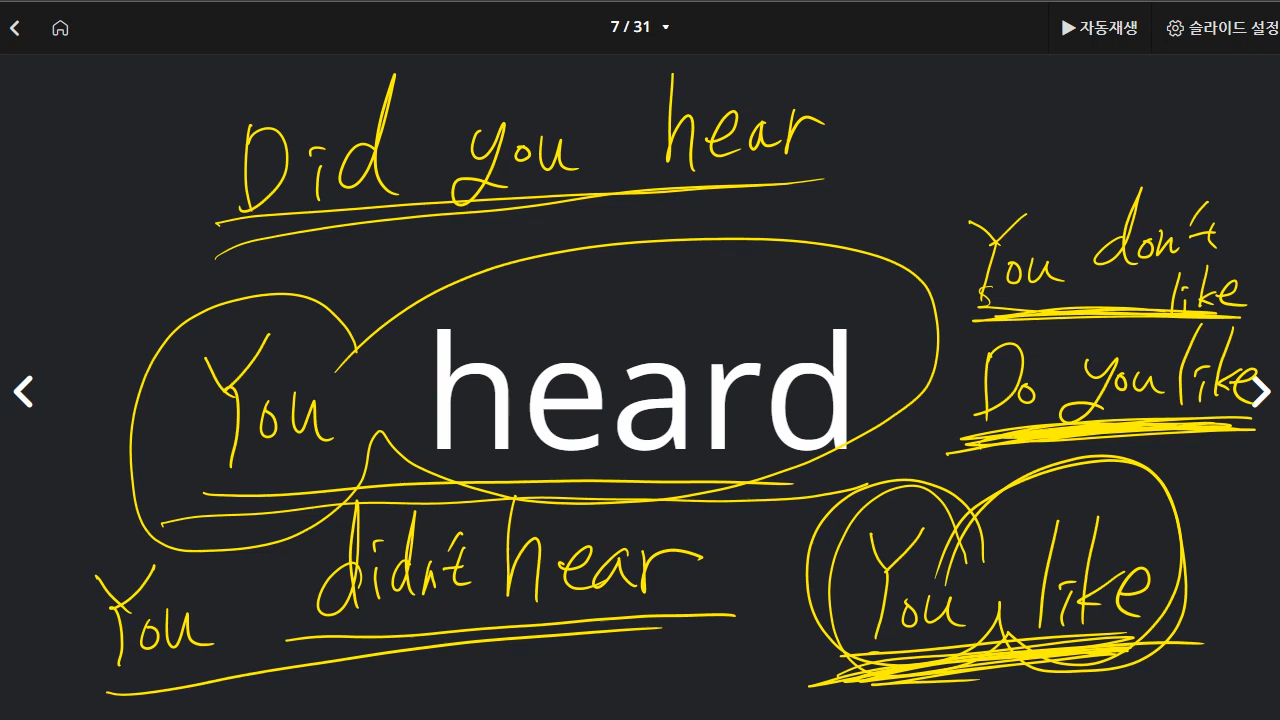 7 / 31
자동재생
슬라이드 설정
Did you hear
You don't
like
You heard
Do you like
You didn't hear
You like